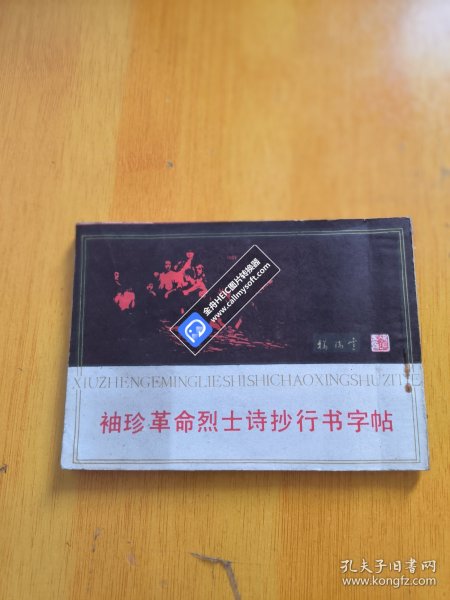 金舟HEIC图片转换器
www.callmysoft.com
XIUZHENGEMINGLIESHISHICHAOXINGSHUZITIE
袖珍革命烈士诗抄行书字帖
孔夫子旧书网
www.kongfz.com